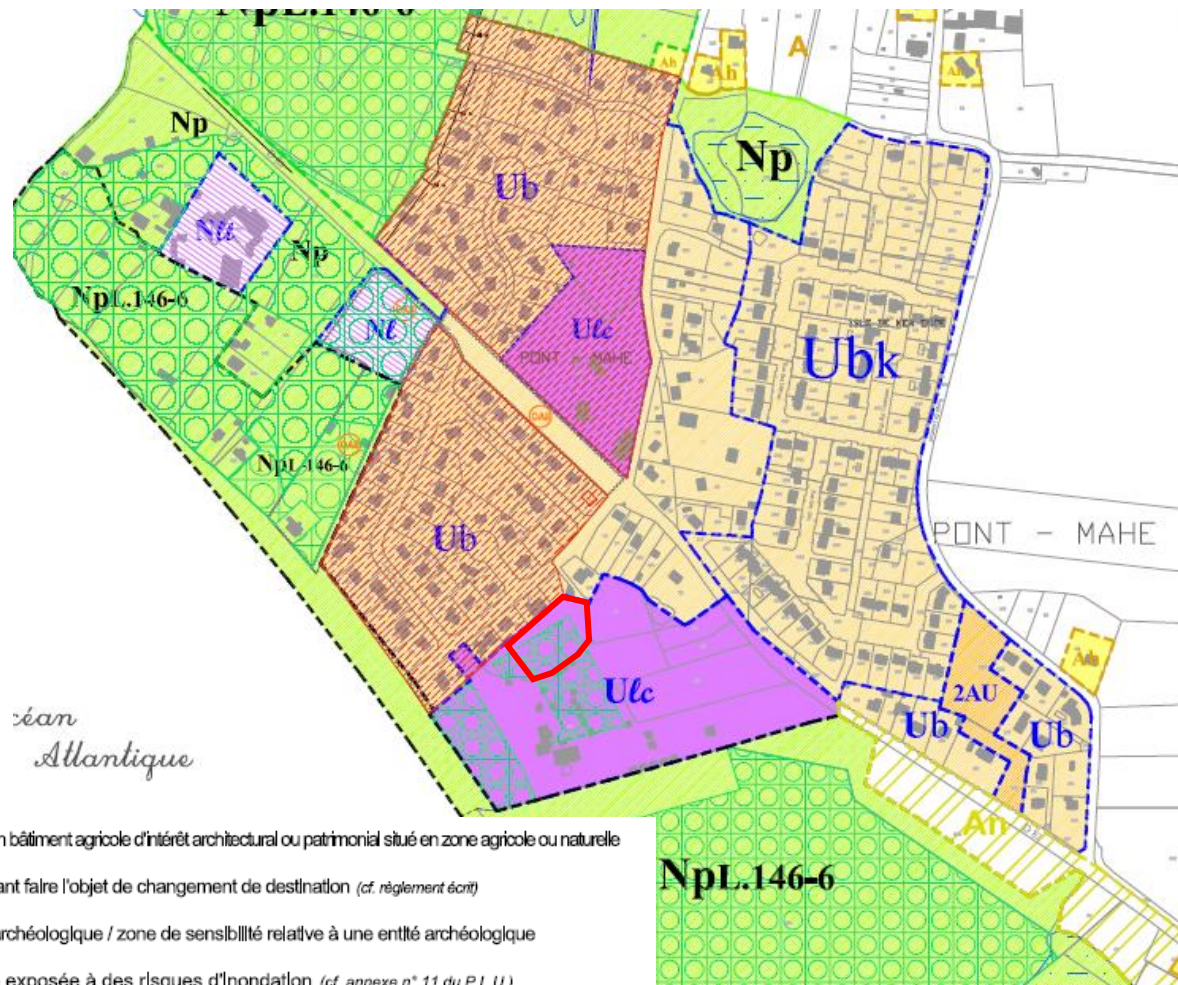 NpL.146-6
A
Ah
Ah
Ah
Np
Np
Ub
Np
NpL.146-6
Nl
Ulc
PONT - MAHE
Ubk
NpL-146-6
Ub
PONT - MAHE
Ulc
2AU
Ub
Ub
Ah
céan
Atlantique
An
NpL.146-6
n bâtiment agricole d'intérêt architectural ou patrimonial situé en zone agricole ou naturelle
ant faire l'objet de changement de destination (cf. règlement écrit)
archéologique / zone de sensibilité relative à une entité archéologique
exposée à des risques d'inondation (cf. annexe n° 11 du P.L.U.)